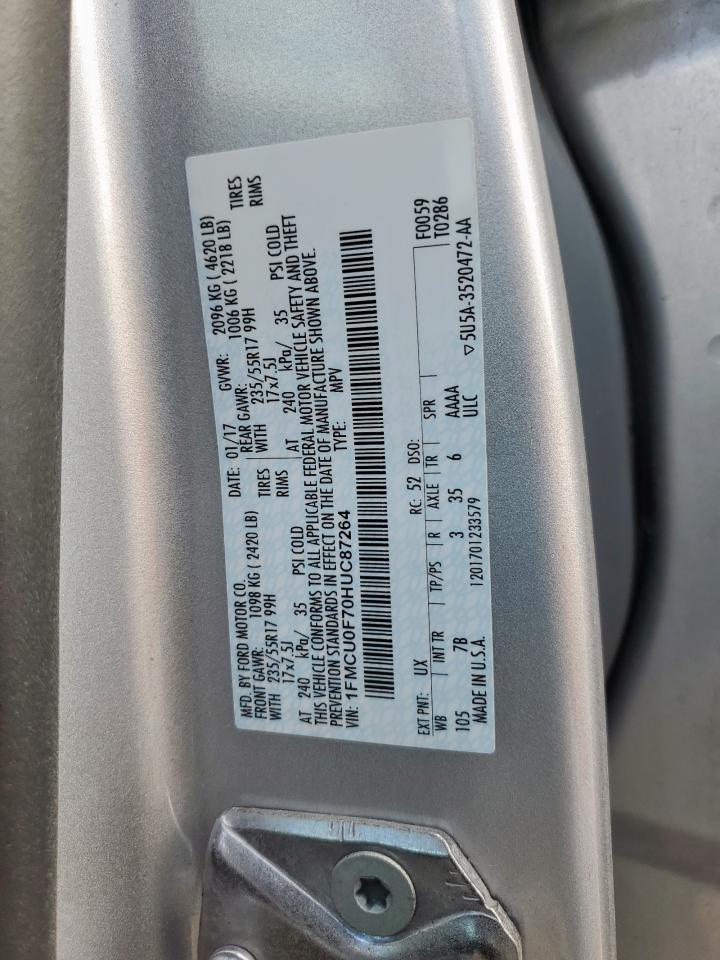 MFD. BY FORD MOTOR CO. DATE: 01/17 GVWR: 2096 KG ( 4620 LB)
FRONT GAWR: 1098 KG ( 2420 LB) REAR GAWR: 1006 KG ( 2218 LB)
WITH 235/55R17 99H TIRES WITH 235/55R17 99H TIRES
17x7.5J RIMS 17x7.5J RIMS
AT 240 kPa/ 35 PSI COLD AT 240 kPa/ 35 PSI COLD
THIS VEHICLE CONFORMS TO ALL APPLICABLE FEDERAL MOTOR VEHICLE SAFETY AND THEFT
PREVENTION STANDARDS IN EFFECT ON THE DATE OF MANUFACTURE SHOWN ABOVE.
VIN: 1FMCU0F70HUC87264 TYPE: MPV
EXT PNT: UX RC: 52 DSO: F0059
WB INT TR TP/PS R AXLE TR SPR T0286
105 7B 3 35 6 AAAA ▽5U5A-3520472-AA
MADE IN U.S.A. 1201701233579 ULC